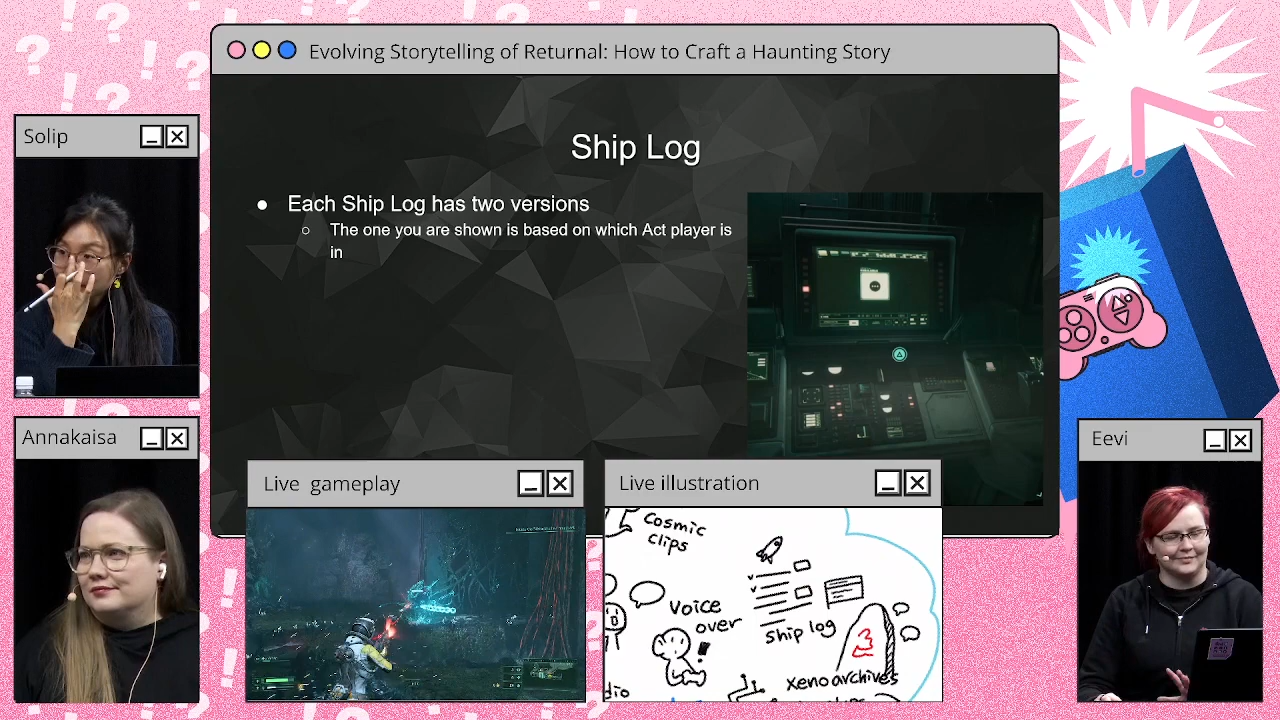 Evolving Storytelling of Returnal: How to Craft a Haunting Story
Solip
Ship Log
Each Ship Log has two versions
The one you are shown is based on which Act player is
in
Annakaisa
Eevi
Live gameplay
Live illustration
Cosmic
clips
voice
over
ship log
xenoarchives
dio